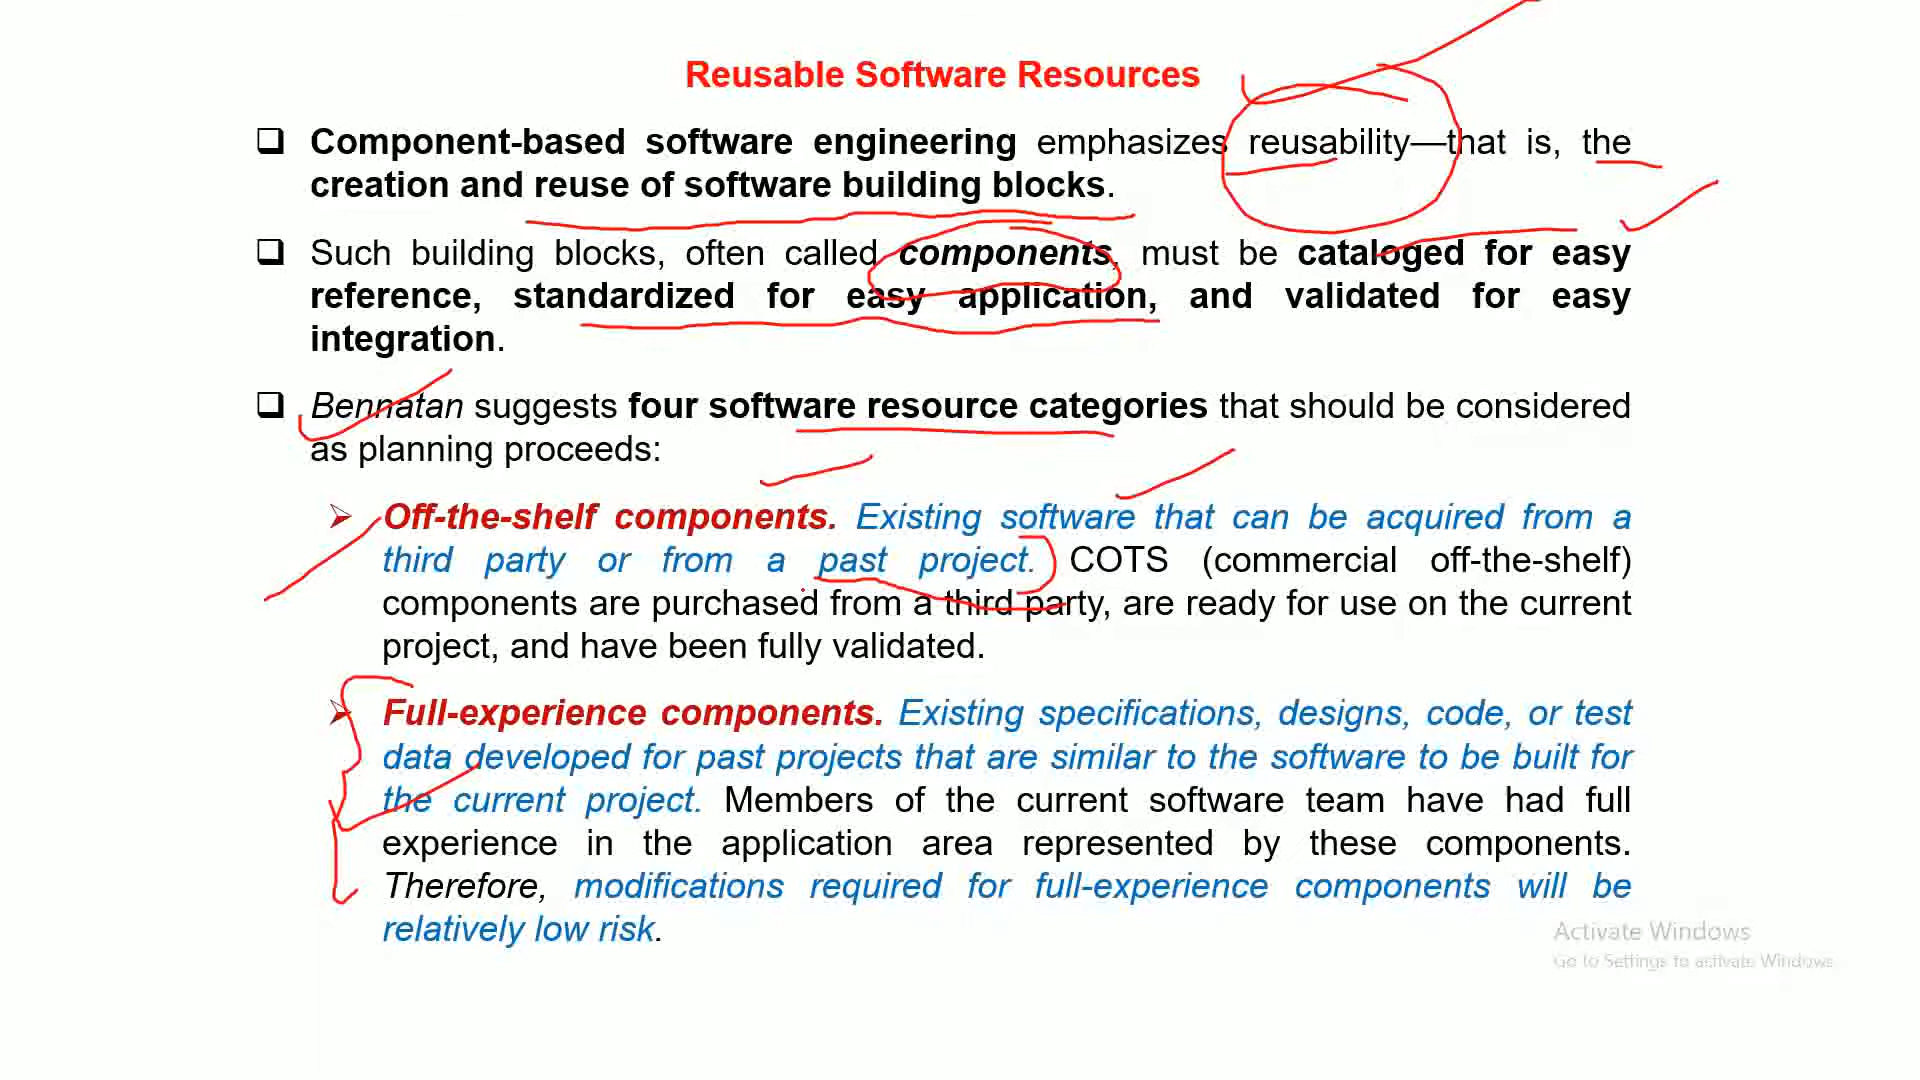 Reusable Software Resources
Component-based software engineering emphasizes reusability—that is, the
creation and reuse of software building blocks.
Such building blocks, often called components, must be cataloged for easy
reference, standardized for easy application, and validated for easy
integration.
Bennatan suggests four software resource categories that should be considered
as planning proceeds:
Off-the-shelf components. Existing software that can be acquired from a
third party or from a past project. COTS (commercial off-the-shelf)
components are purchased from a third party, are ready for use on the current
project, and have been fully validated.
Full-experience components. Existing specifications, designs, code, or test
data developed for past projects that are similar to the software to be built for
the current project. Members of the current software team have had full
experience in the application area represented by these components.
Therefore, modifications required for full-experience components will be
relatively low risk.
Activate Windows
Go to Settings to activate Windows.